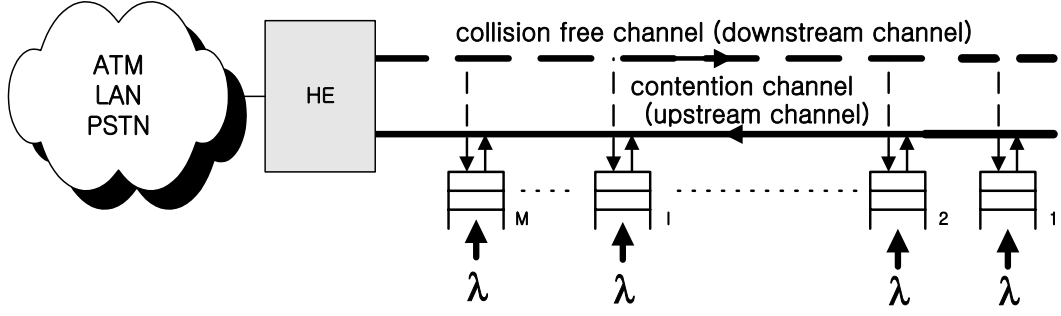 collision free channel (downstream channel)
ATM
LAN
PSTN
HE
contention channel
(upstream channel)
M
I
2
1
λ
λ
λ
λ